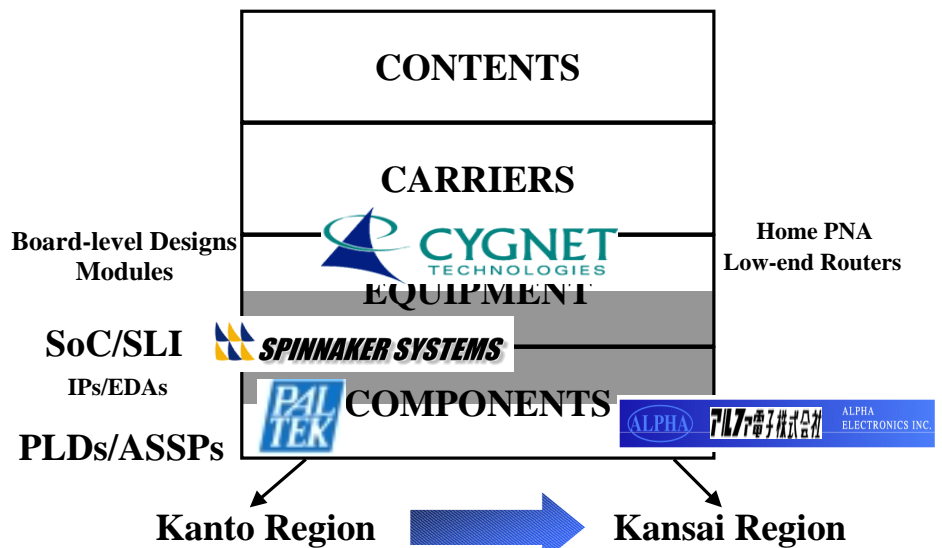 CONTENTS
CARRIERS
CYGNET
TECHNOLOGIES
Board-level Designs
Modules
Home PNA
Low-end Routers
EQUIPMENT
SoC/SLI
SPINNAKER SYSTEMS
IPs/EDAs
PAL
TEK
COMPONENTS
PLDs/ASSPs
ALPHA
アルファ電子株式会社
ALPHA
ELECTRONICS INC.
Kanto Region
Kansai Region